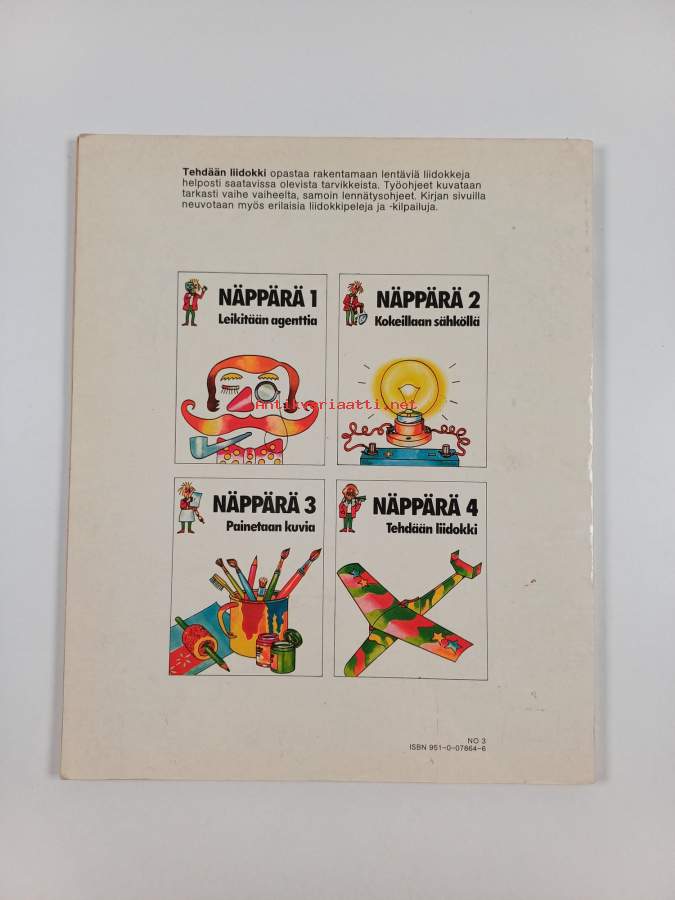 Tehdään liidokki opastaa rakentamaan lentäviä liidokkeja
helposti saatavissa olevista tarvikkeista. Työohjeet kuvataan
tarkasti vaihe vaiheelta, samoin lennätysohjeet. Kirjan sivuilla
neuvotaan myös erilaisia liidokkipelejä ja -kilpailuja.
NÄPPÄRÄ 1
Leikitään agenttia
NÄPPÄRÄ 2
Kokeillaan sähköllä
Antikvariaatti.net
NÄPPÄRÄ 3
Painetaan kuvia
NÄPPÄRÄ 4
Tehdään liidokki
NO 3
ISBN 951-0-07864-6